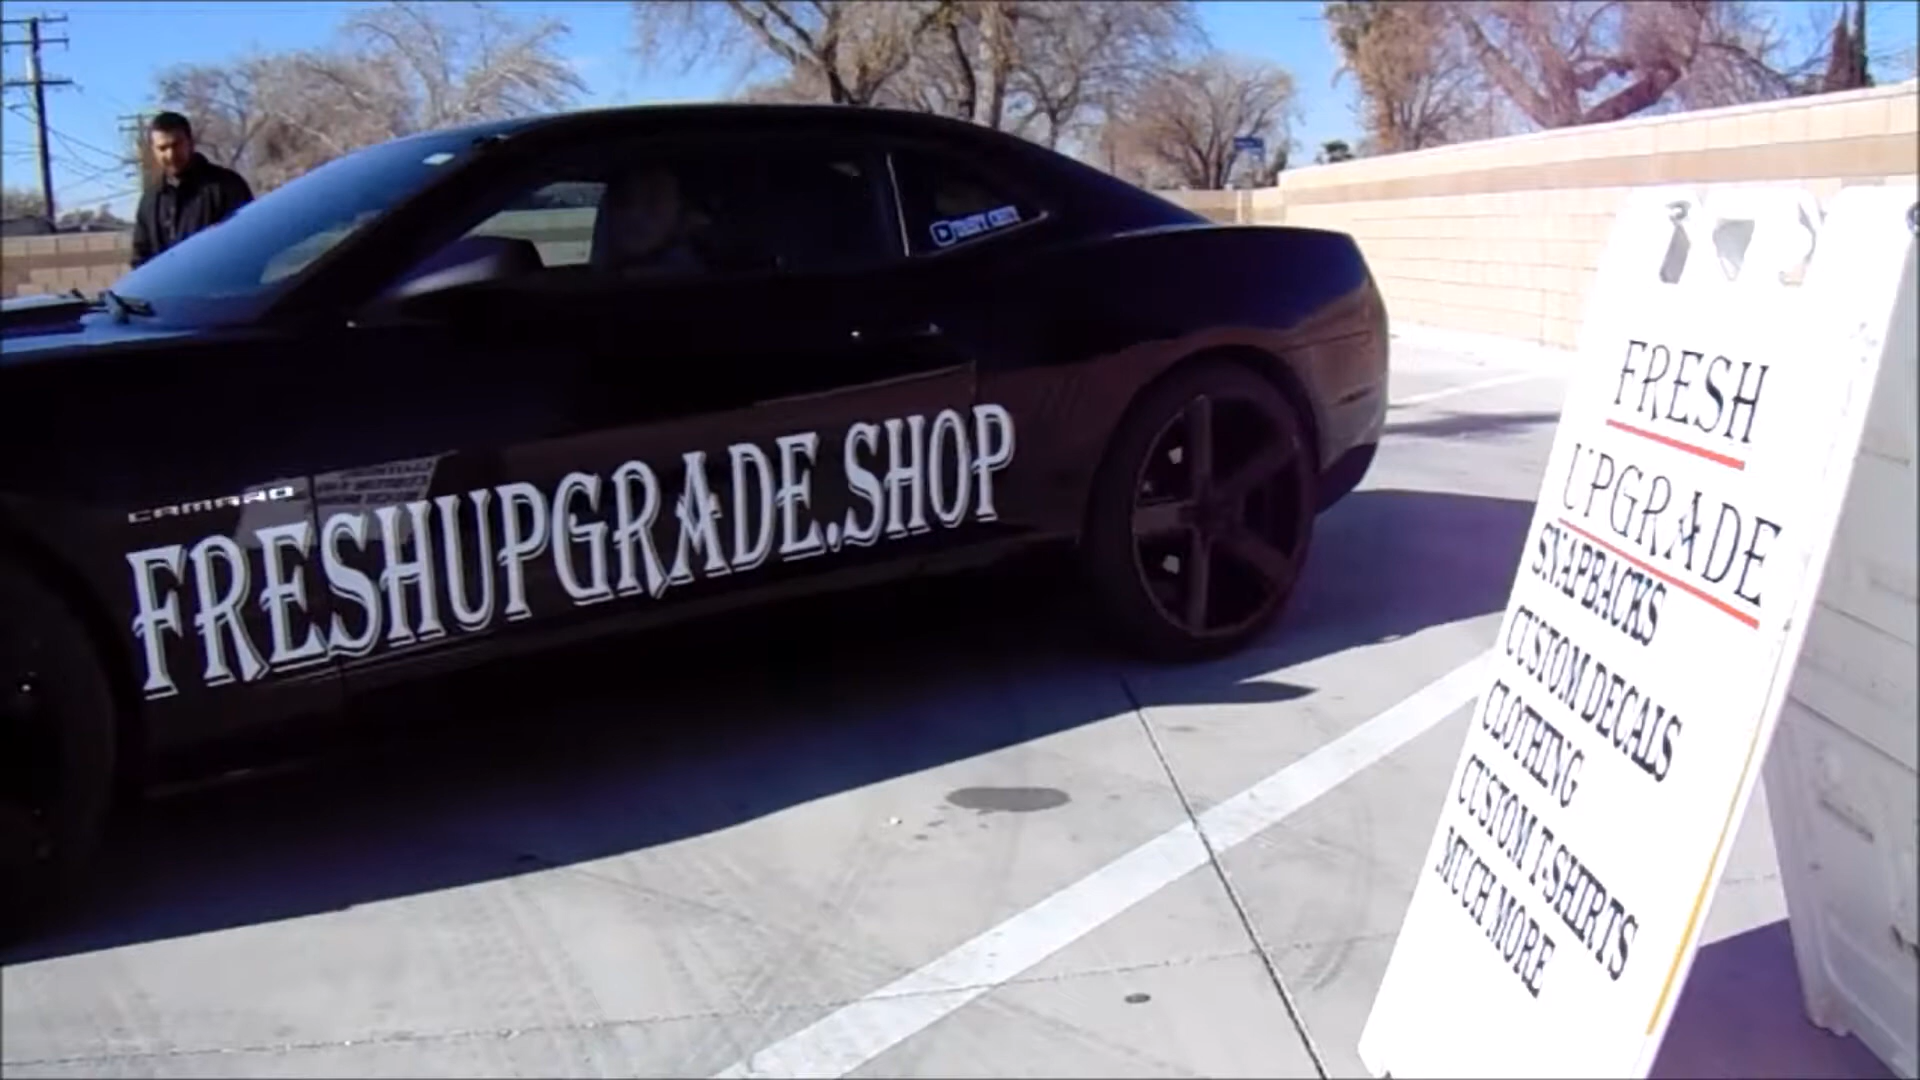 CAMARO
FRESHUPGRADE.SHOP
FRESH
UPGRADE
SNAPBACKS
CUSTOM DECALS
CLOTHING
CUSTOM T-SHIRTS
MUCH MORE